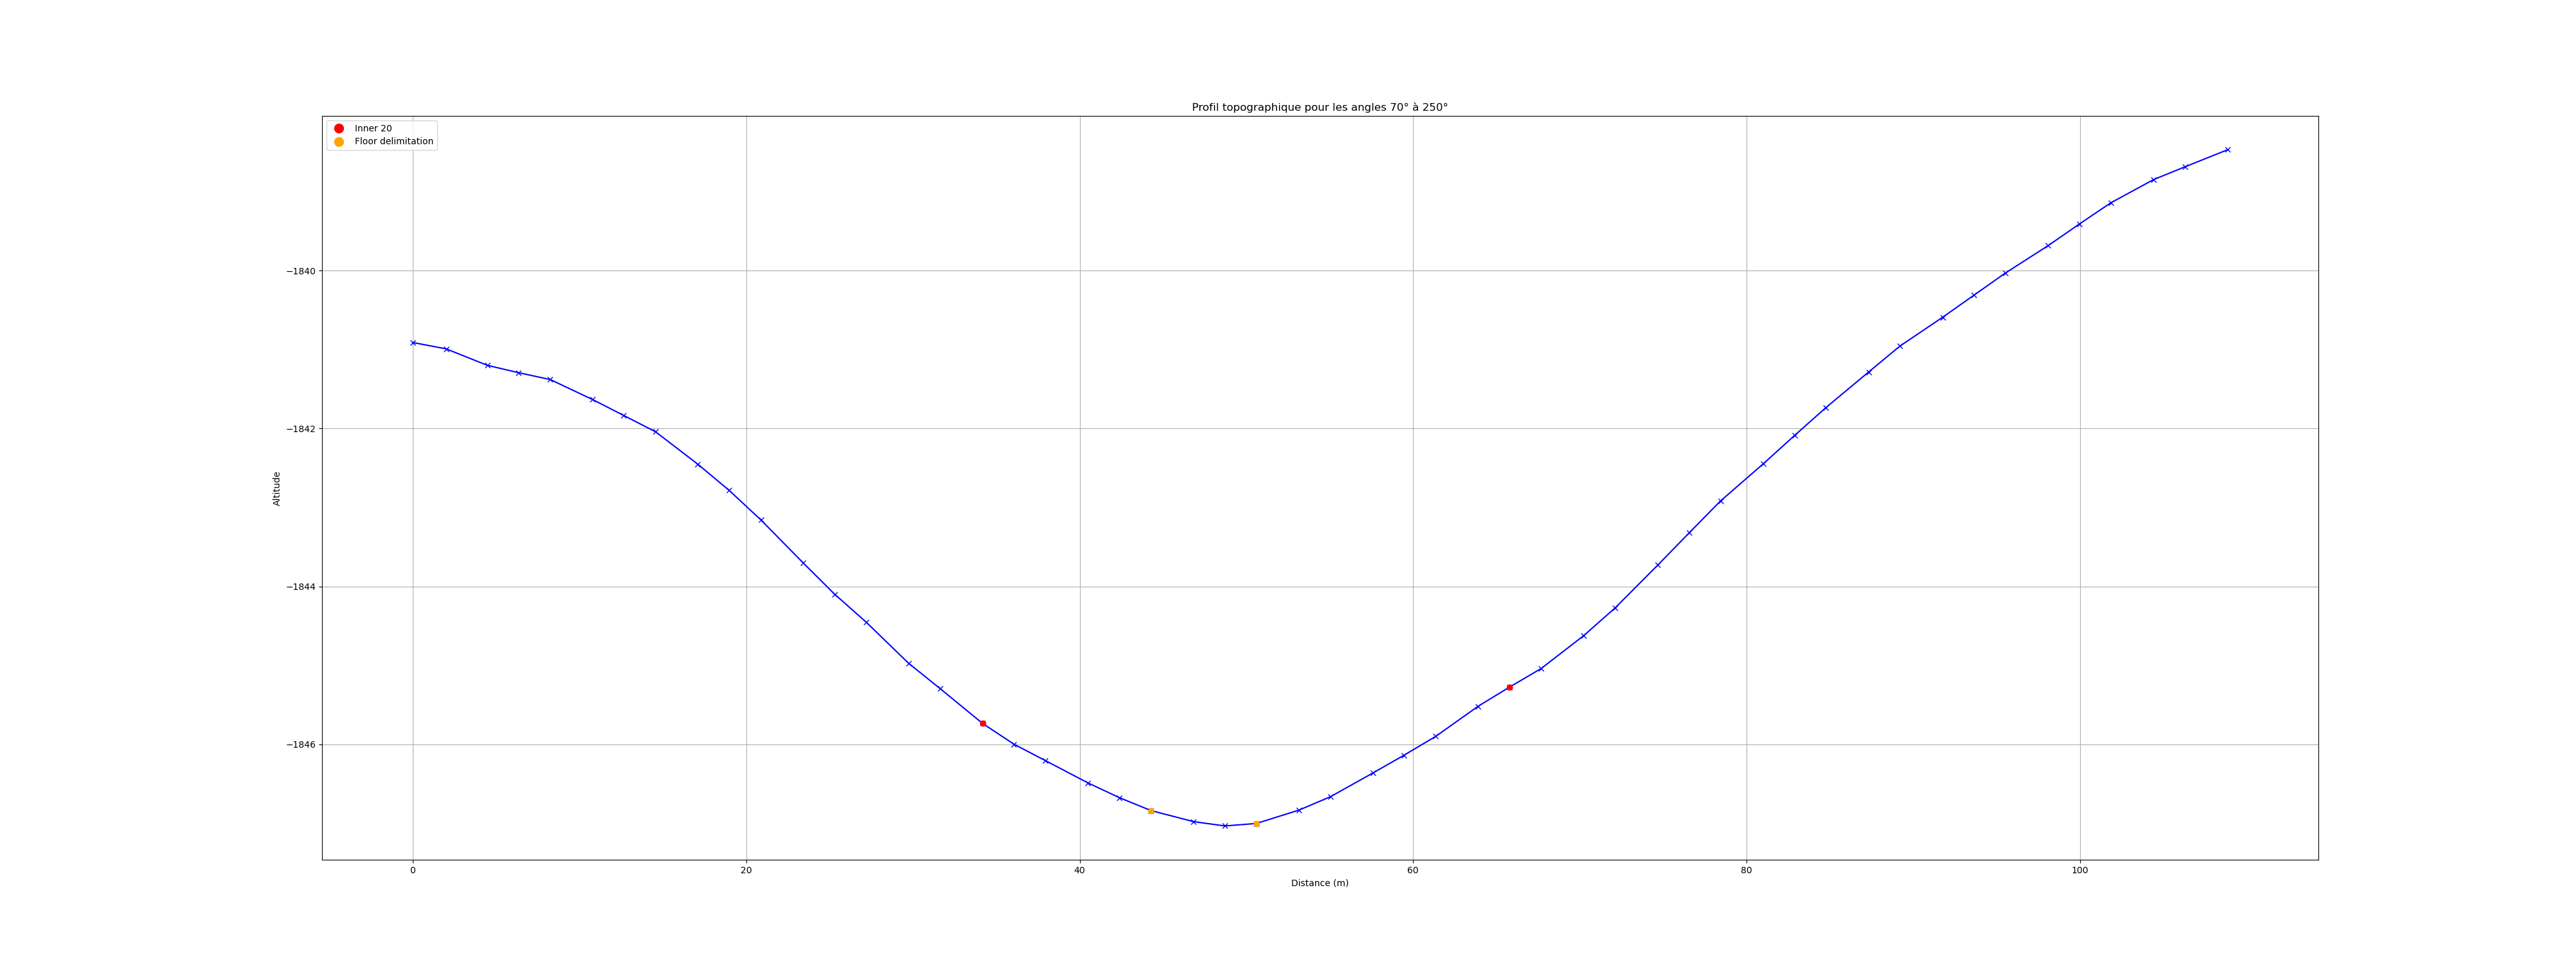 Profil topographique pour les angles 70° à 250°
Inner 20
Floor delimitation
Altitude
−1840
−1842
−1844
−1846
0
20
40
60
80
100
Distance (m)